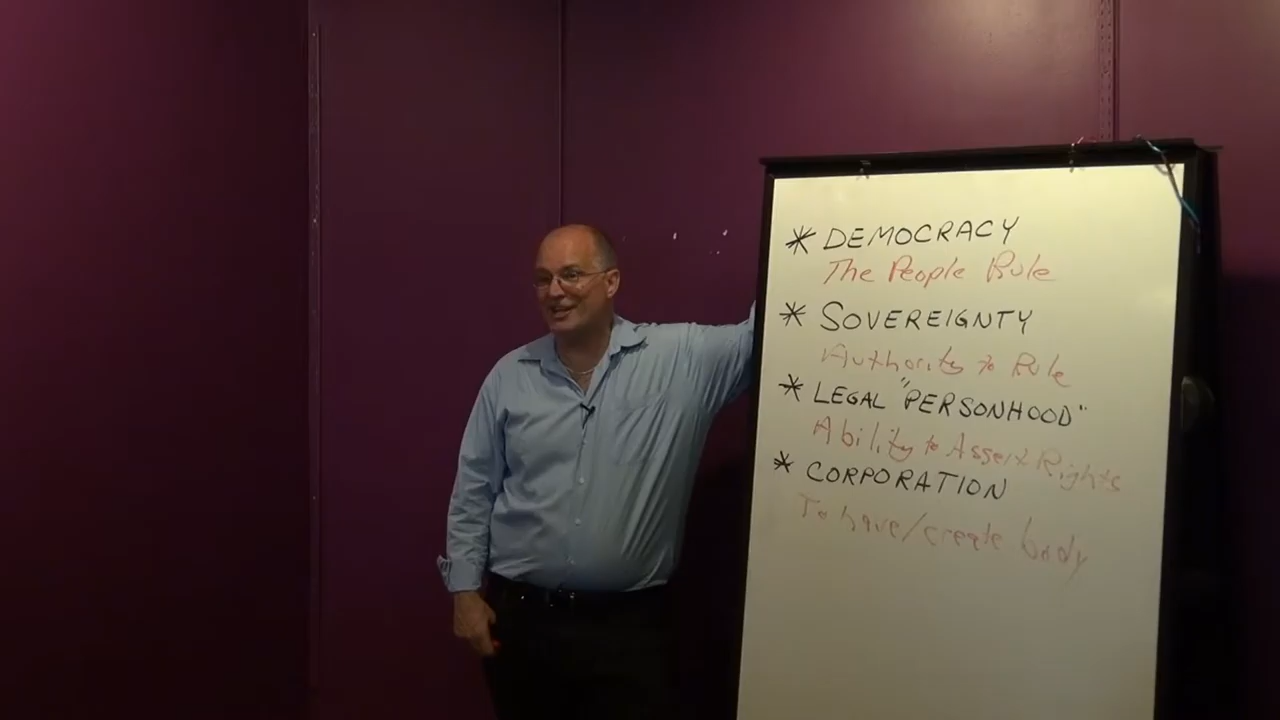 * DEMOCRACY
The People Rule
* SOVEREIGNTY
Authority to Rule
* LEGAL "PERSONHOOD"
Ability to Assert Rights
* CORPORATION
To have/create body